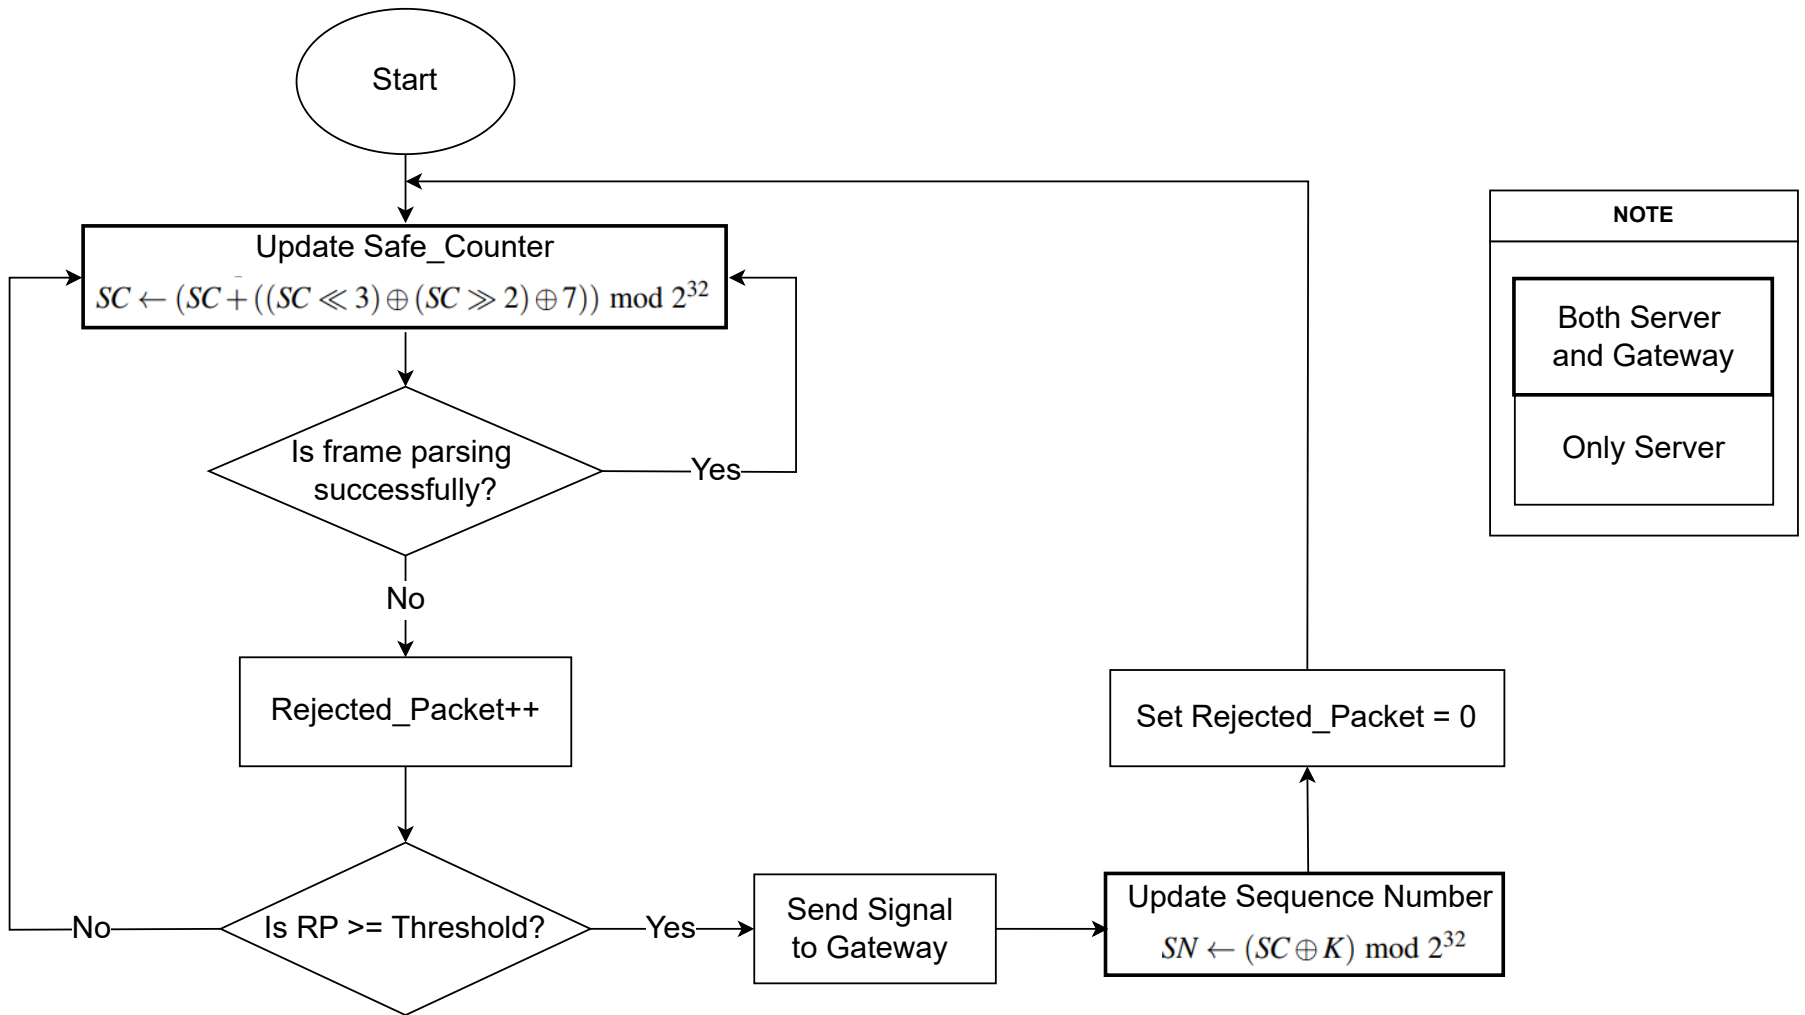 Start
Update Safe_Counter
SC ← (SC + ((SC ≪ 3) ⊕ (SC ≫ 2) ⊕ 7)) mod 2^32
Is frame parsing
successfully?
Yes
No
Rejected_Packet++
Is RP >= Threshold?
No
Yes
Send Signal
to Gateway
Update Sequence Number
SN ← (SC ⊕ K) mod 2^32
Set Rejected_Packet = 0
NOTE
Both Server
and Gateway
Only Server